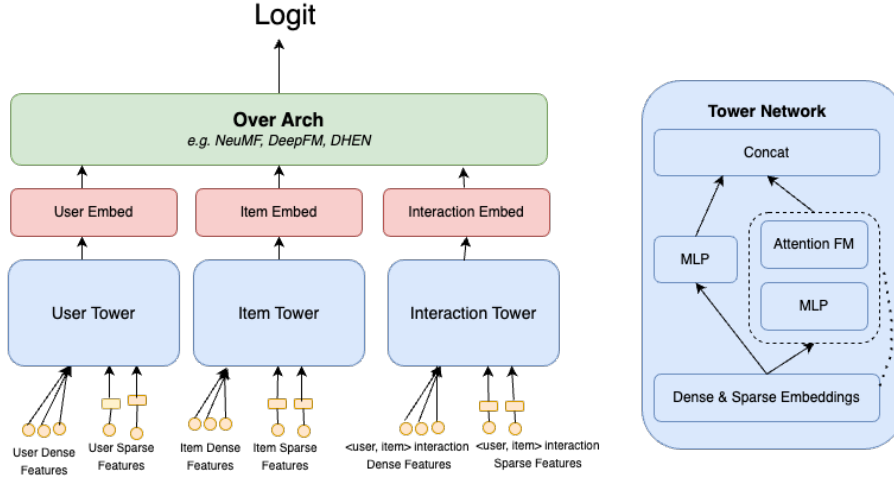 Logit
Over Arch
e.g. NeuMF, DeepFM, DHEN
User Embed
Item Embed
Interaction Embed
User Tower
Item Tower
Interaction Tower
User Dense
Features
User Sparse
Features
Item Dense
Features
Item Sparse
Features
<user, item> interaction
Dense Features
<user, item> interaction
Sparse Features
Tower Network
Concat
MLP
Attention FM
MLP
Dense & Sparse Embeddings